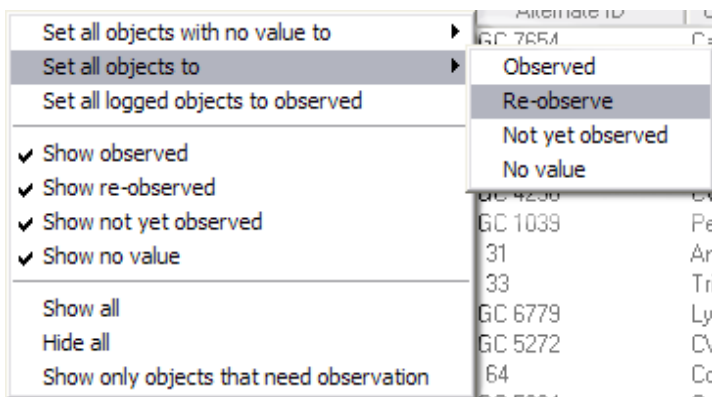 Alternate ID
Set all objects with no value to
GC 7654
Set all objects to
Observed
Set all logged objects to observed
Re-observe
Not yet observed
Show observed
No value
Show re-observed
Show not yet observed
GC 1039
Pe
Show no value
31
33
Show all
GC 6779
Ly
Hide all
GC 5272
CV
Show only objects that need observation
64